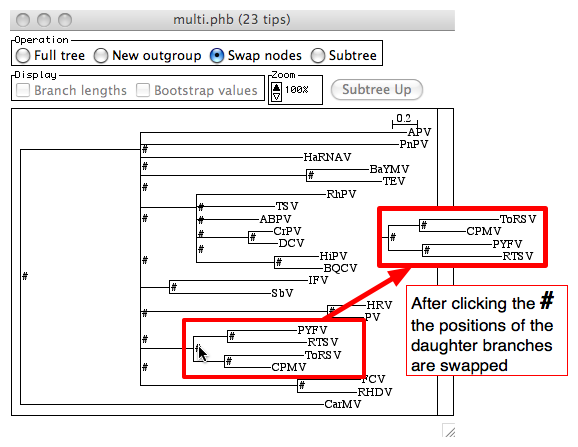 multi.phb (23 tips)
Operation
Full tree New outgroup Swap nodes Subtree
Display Zoom
Branch lengths Bootstrap values 100% Subtree Up
0.2
APV
PnPV
HaRNAV
#
BaYMV
#
#
TEV
#
RhPV
#
TSV
#
ABPV
#
#
CrPV
#
#
DCV
#
HiPV
#
#
BQCV
#
IFV
#
SbV
HRV
#
PV
#
PYFV
#
RTSV
#
#
ToRSV
#
CPMV
#
FCV
#
RHDV
CarMV
#
ToRSV
#
CPMV
#
PYFV
#
RTSV
After clicking the #
the positions of the
daughter branches
are swapped